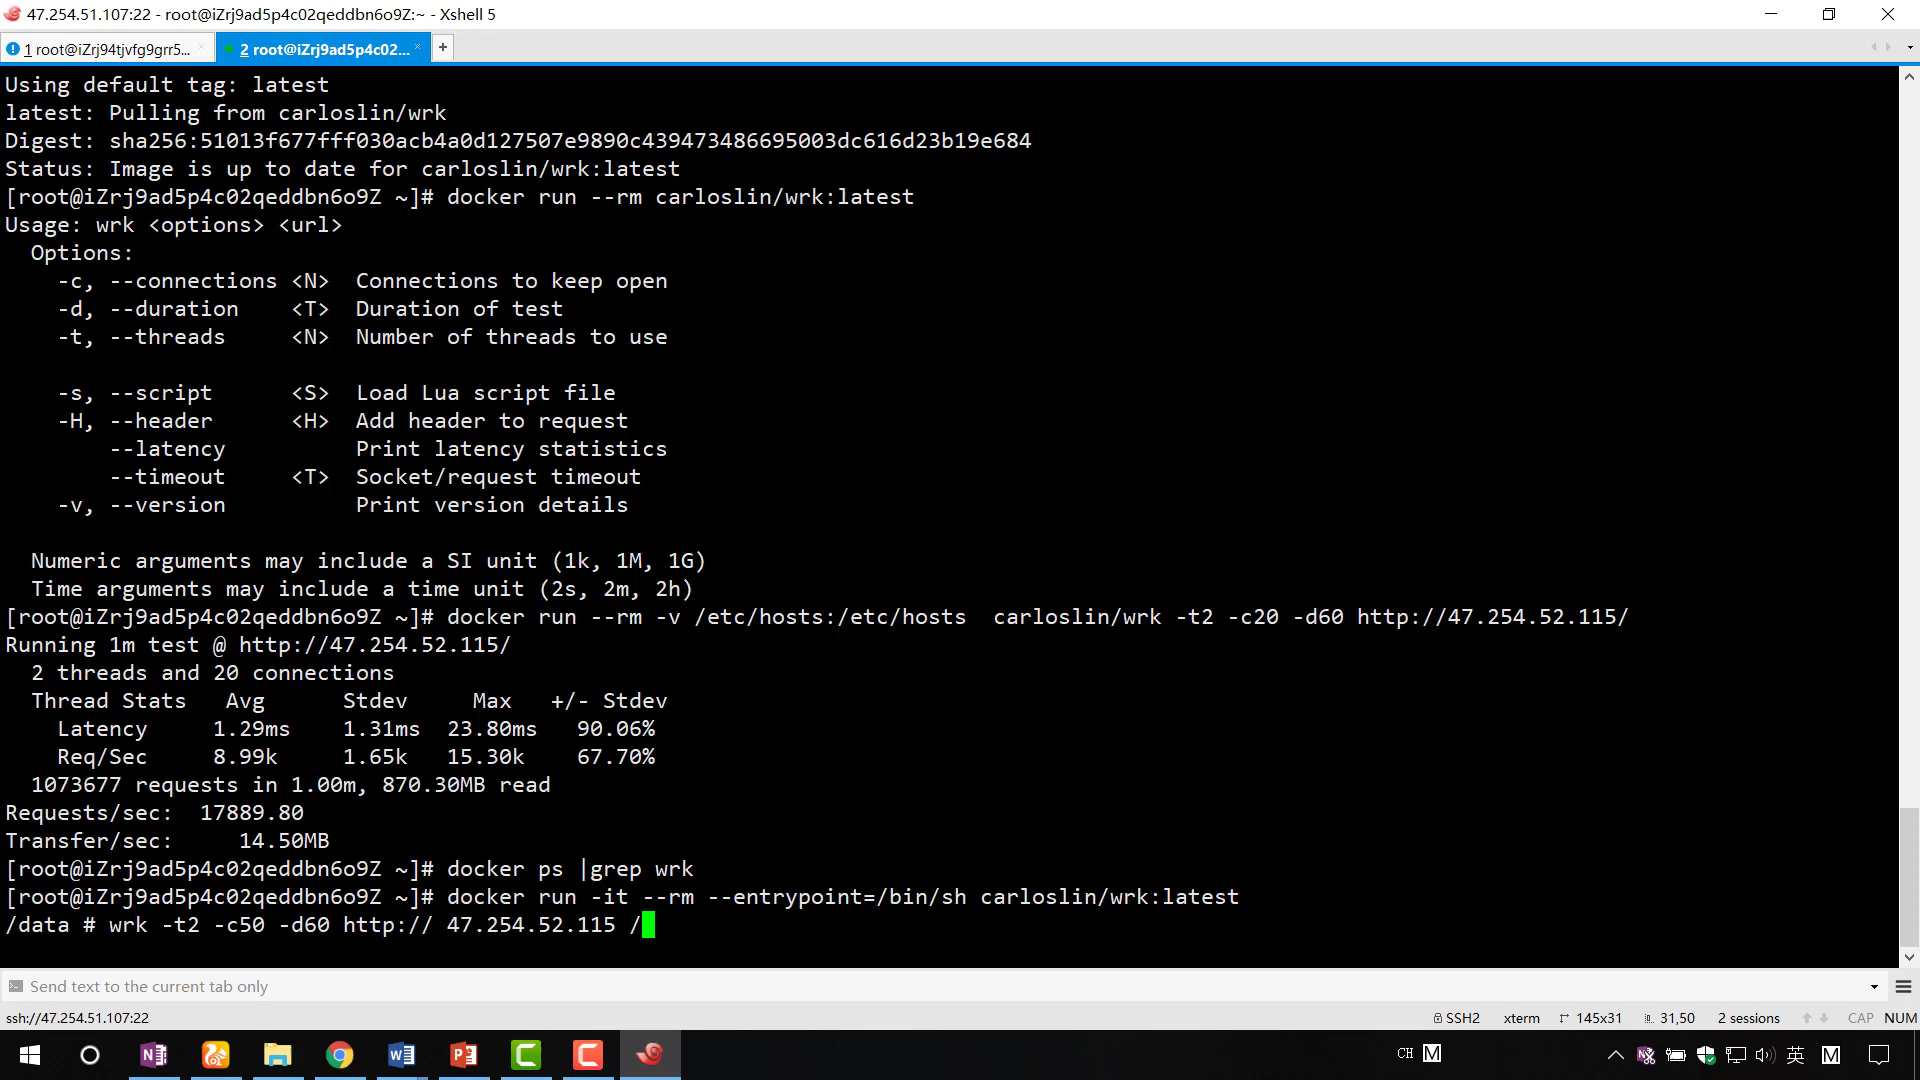 47.254.51.107:22 - root@iZrj9ad5p4c02qeddbn6o9Z:~ - Xshell 5
1 root@iZrj94tjvfg9grr5... 2 root@iZrj9ad5p4c02... +
Using default tag: latest
latest: Pulling from carloslin/wrk
Digest: sha256:51013f677fff030acb4a0d127507e9890c439473486695003dc616d23b19e684
Status: Image is up to date for carloslin/wrk:latest
[root@iZrj9ad5p4c02qeddbn6o9Z ~]# docker run --rm carloslin/wrk:latest
Usage: wrk <options> <url>
  Options:
    -c, --connections <N>  Connections to keep open
    -d, --duration    <T>  Duration of test
    -t, --threads     <N>  Number of threads to use
    -s, --script      <S>  Load Lua script file
    -H, --header      <H>  Add header to request
        --latency          Print latency statistics
        --timeout     <T>  Socket/request timeout
    -v, --version          Print version details
  Numeric arguments may include a SI unit (1k, 1M, 1G)
  Time arguments may include a time unit (2s, 2m, 2h)
[root@iZrj9ad5p4c02qeddbn6o9Z ~]# docker run --rm -v /etc/hosts:/etc/hosts  carloslin/wrk -t2 -c20 -d60 http://47.254.52.115/
Running 1m test @ http://47.254.52.115/
  2 threads and 20 connections
  Thread Stats   Avg      Stdev     Max   +/- Stdev
    Latency     1.29ms    1.31ms  23.80ms   90.06%
    Req/Sec     8.99k     1.65k   15.30k    67.70%
  1073677 requests in 1.00m, 870.30MB read
Requests/sec:  17889.80
Transfer/sec:     14.50MB
[root@iZrj9ad5p4c02qeddbn6o9Z ~]# docker ps |grep wrk
[root@iZrj9ad5p4c02qeddbn6o9Z ~]# docker run -it --rm --entrypoint=/bin/sh carloslin/wrk:latest
/data # wrk -t2 -c50 -d60 http:// 47.254.52.115 /
Send text to the current tab only
ssh://47.254.51.107:22 SSH2 xterm 145x31 31,50 2 sessions CAP NUM
CH M 英 M